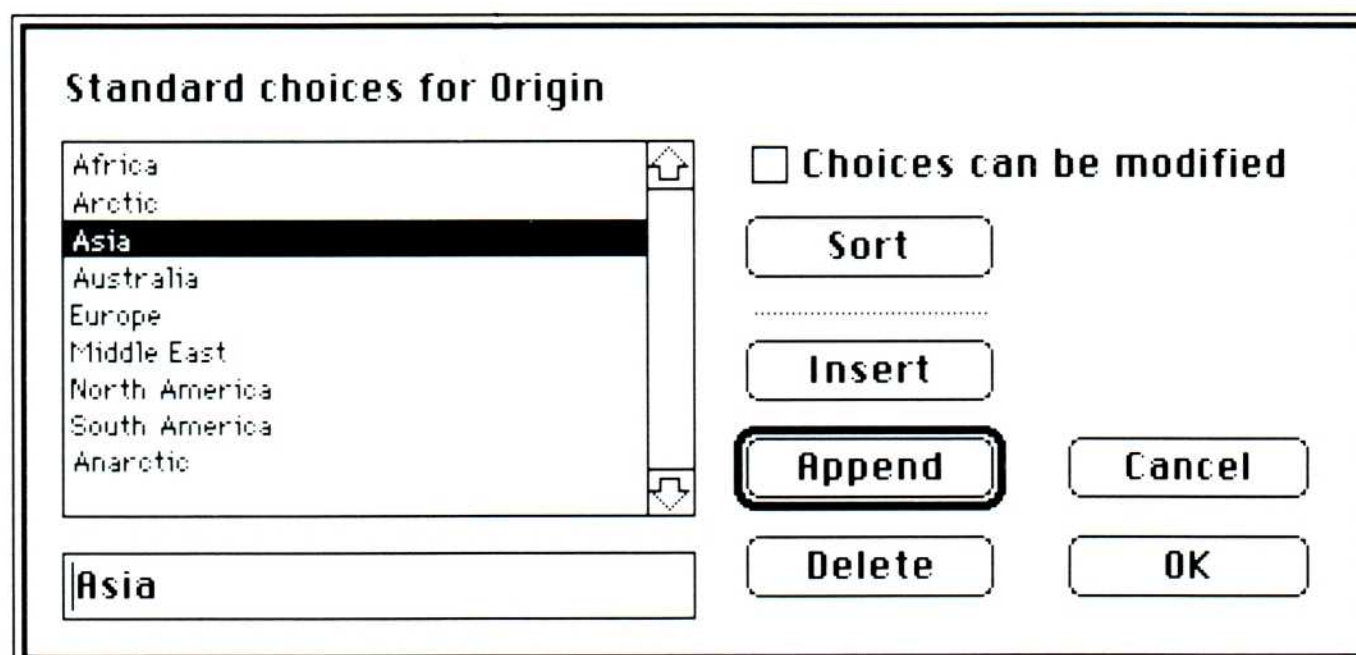 Standard choices for Origin
Africa
Arctic
Asia
Australia
Europe
Middle East
North America
South America
Anarctic
Asia
Choices can be modified
Sort
Insert
Append
Cancel
Delete
OK